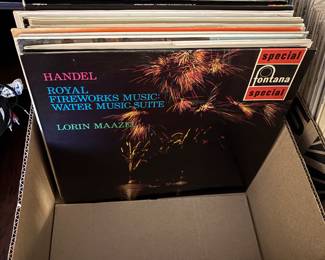 HANDEL
ROYAL
FIREWORKS MUSIC:
WATER MUSIC SUITE
LORIN MAAZEL
special
fontana
special